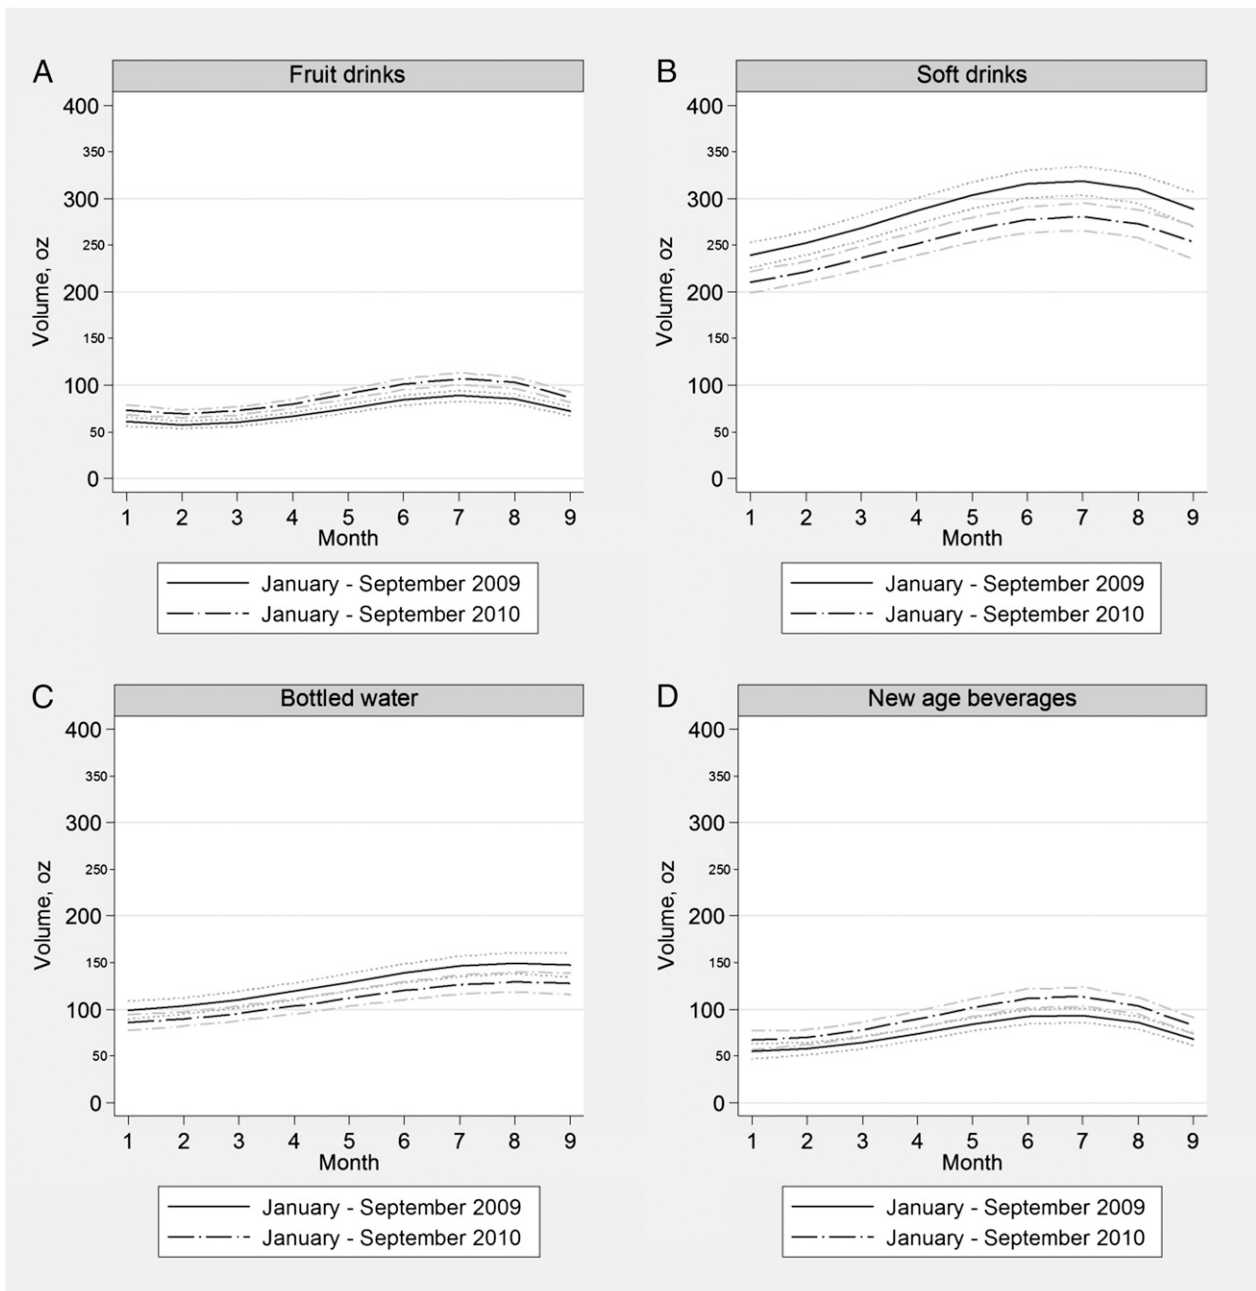 A
Fruit drinks
400
350
300
250
200
150
100
50
0
Volume, oz
1 2 3 4 5 6 7 8 9
Month
January - September 2009
January - September 2010
B
Soft drinks
400
350
300
250
200
150
100
50
0
Volume, oz
1 2 3 4 5 6 7 8 9
Month
January - September 2009
January - September 2010
C
Bottled water
400
350
300
250
200
150
100
50
0
Volume, oz
1 2 3 4 5 6 7 8 9
Month
January - September 2009
January - September 2010
D
New age beverages
400
350
300
250
200
150
100
50
0
Volume, oz
1 2 3 4 5 6 7 8 9
Month
January - September 2009
January - September 2010